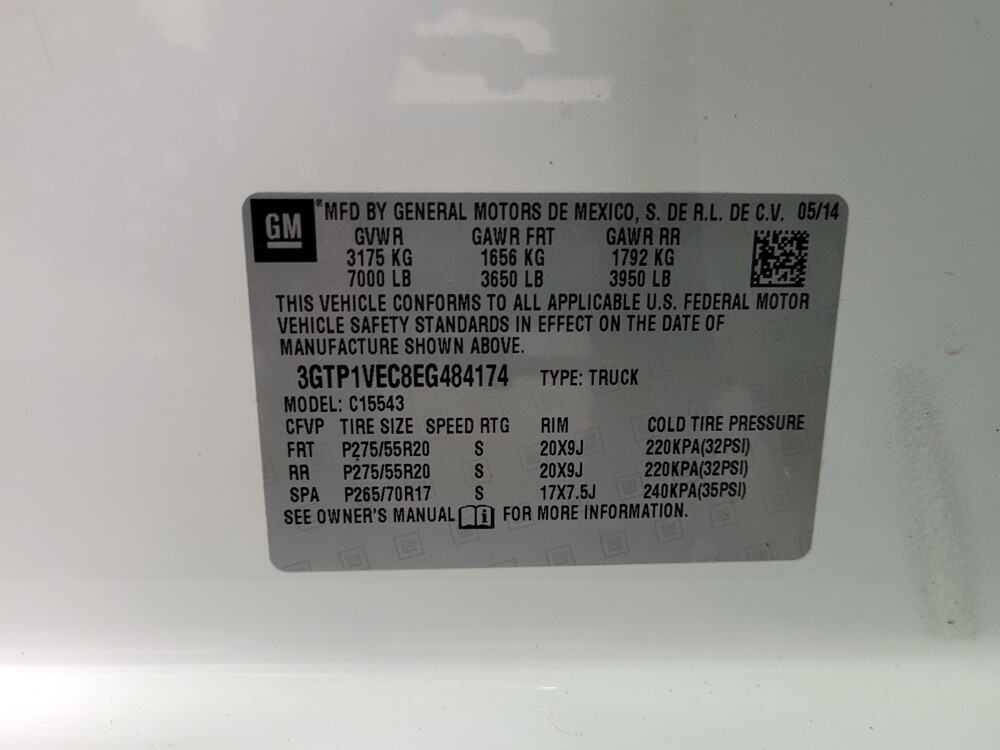 GM ® MFD BY GENERAL MOTORS DE MEXICO, S. DE R.L. DE C.V. 05/14
GVWR GAWR FRT GAWR RR
3175 KG 1656 KG 1792 KG
7000 LB 3650 LB 3950 LB
THIS VEHICLE CONFORMS TO ALL APPLICABLE U.S. FEDERAL MOTOR
VEHICLE SAFETY STANDARDS IN EFFECT ON THE DATE OF
MANUFACTURE SHOWN ABOVE.
3GTP1VEC8EG484174 TYPE: TRUCK
MODEL: C15543
CFVP TIRE SIZE SPEED RTG RIM COLD TIRE PRESSURE
FRT P275/55R20 S 20X9J 220KPA(32PSI)
RR P275/55R20 S 20X9J 220KPA(32PSI)
SPA P265/70R17 S 17X7.5J 240KPA(35PSI)
SEE OWNER'S MANUAL i FOR MORE INFORMATION.